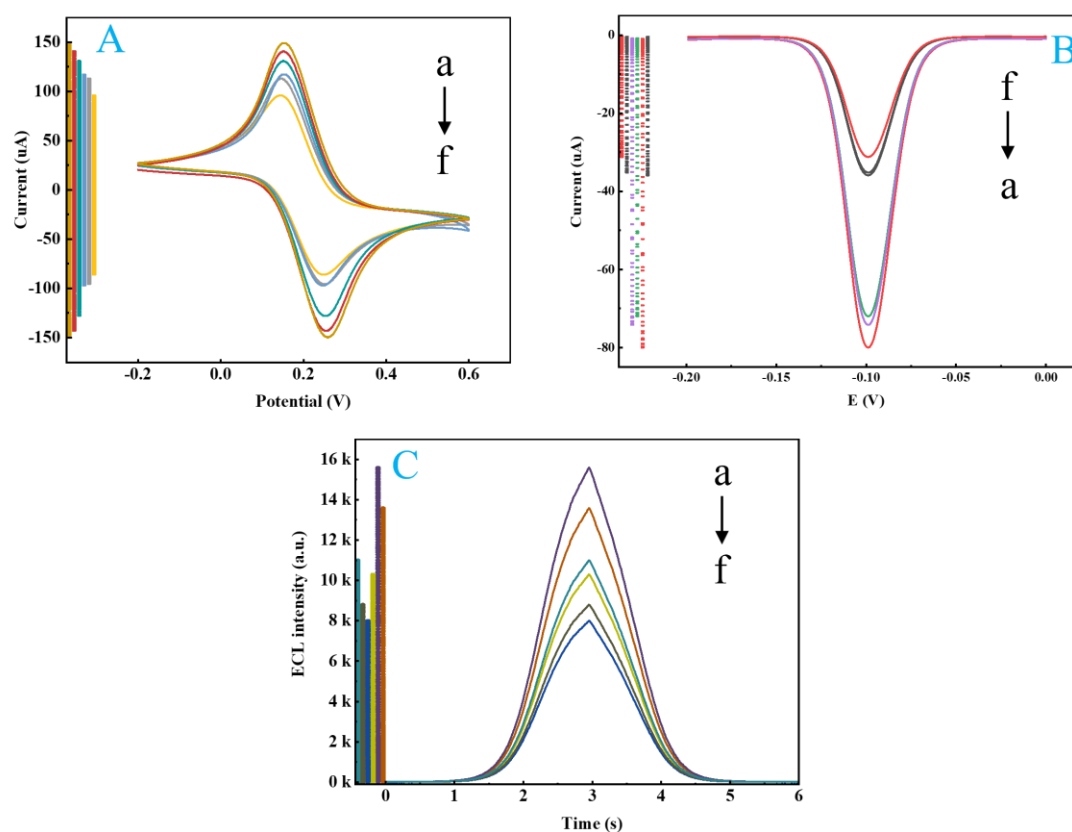 A
a
f
150
100
50
0
-50
-100
-150
Current (uA)
-0.2 0.0 0.2 0.4 0.6
Potential (V)
B
f
a
0
-20
-40
-60
-80
Current (uA)
-0.20 -0.15 -0.10 -0.05 0.00
E (V)
C
a
f
16 k
14 k
12 k
10 k
8 k
6 k
4 k
2 k
0 k
ECL intensity (a.u.)
0 1 2 3 4 5 6
Time (s)